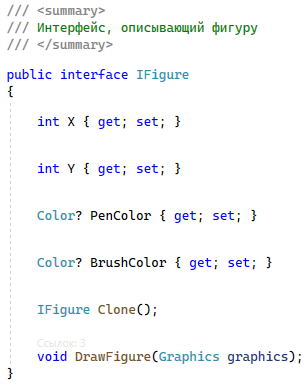 /// <summary>
/// Интерфейс, описывающий фигуру
/// </summary>
public interface IFigure
{
int X { get; set; }
int Y { get; set; }
Color? PenColor { get; set; }
Color? BrushColor { get; set; }
IFigure Clone();
Ссылок: 3
void DrawFigure(Graphics graphics);
}